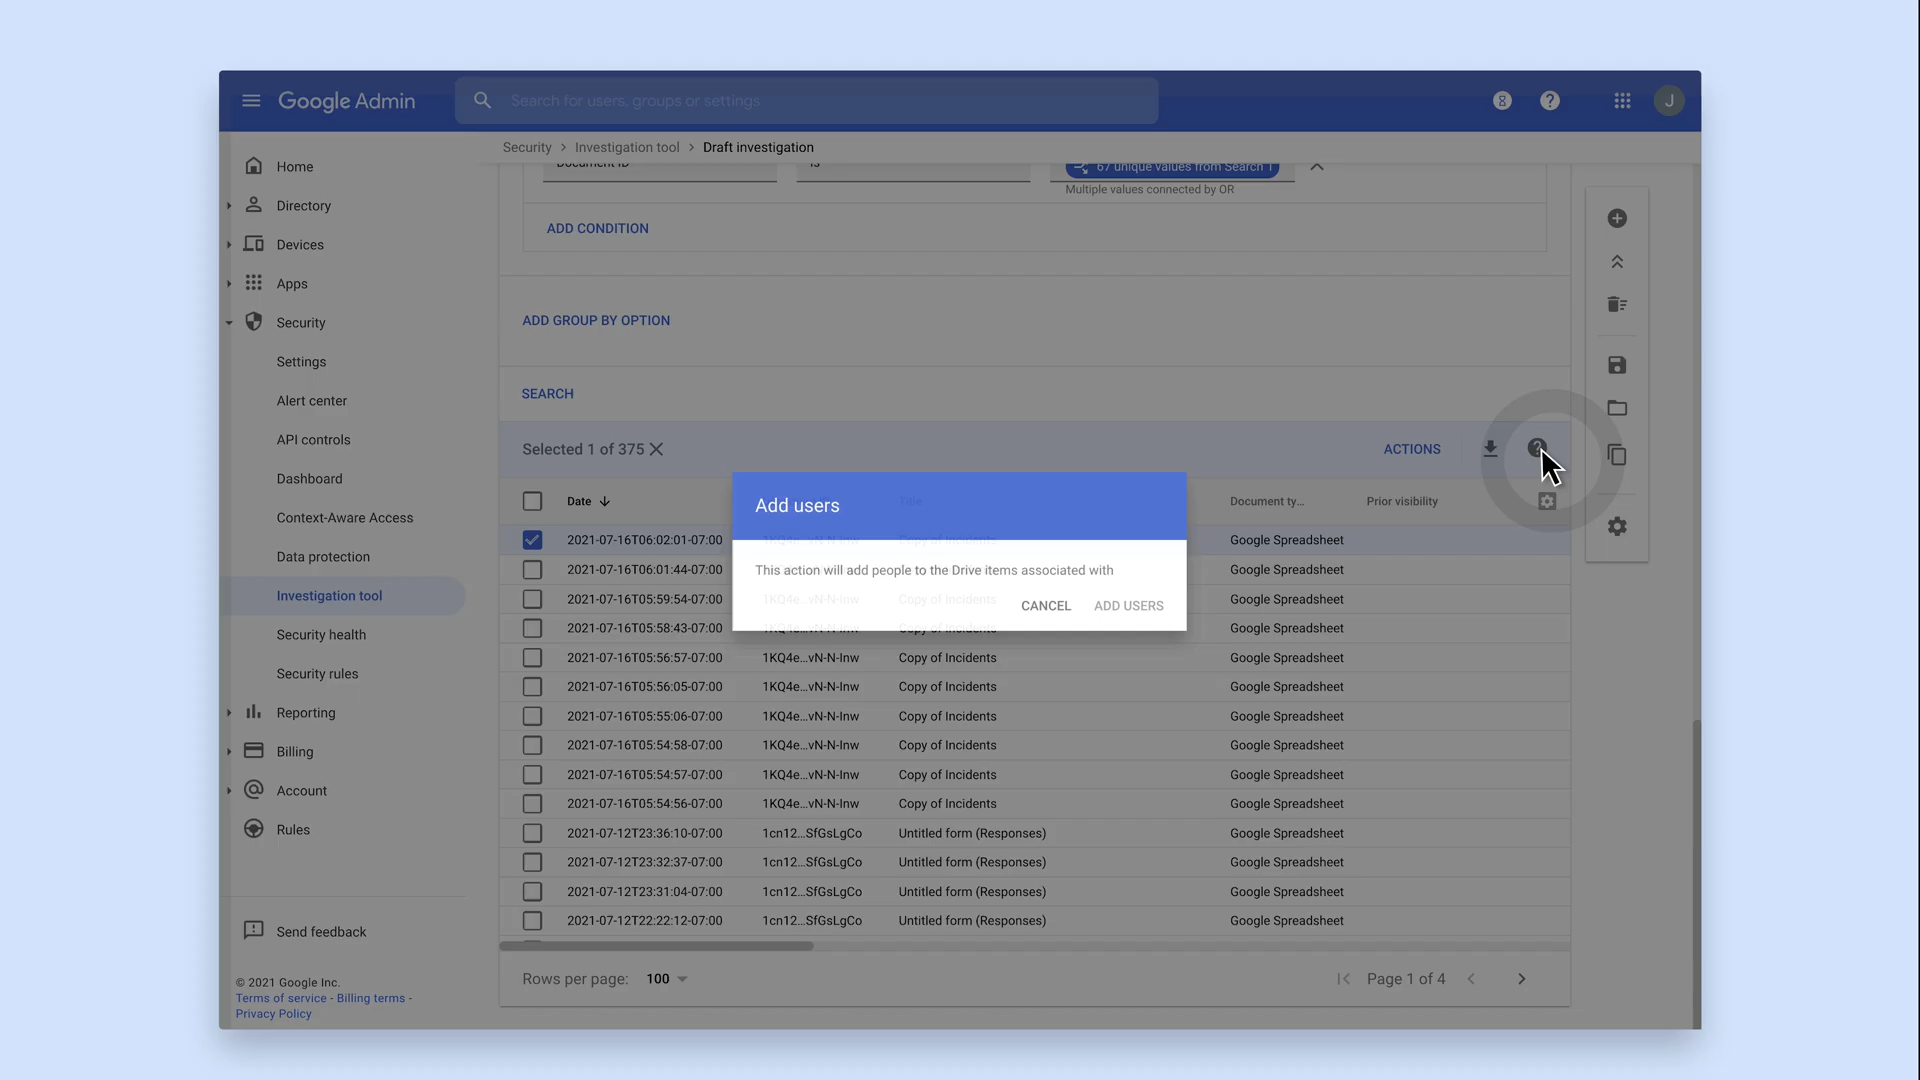 Google Admin
Search for users, groups or settings
J
Security > Investigation tool > Draft investigation
Home
Directory
Devices
Apps
Security
Settings
Alert center
API controls
Dashboard
Context-Aware Access
Data protection
Investigation tool
Security health
Security rules
Reporting
Billing
Account
Rules
Send feedback
© 2021 Google Inc.
Terms of service - Billing terms -
Privacy Policy
Document ID is 67 unique values from Search 1
Multiple values connected by OR
ADD CONDITION
ADD GROUP BY OPTION
SEARCH
Selected 1 of 375 ACTIONS
Date Title Document ty... Prior visibility
Add users
This action will add people to the Drive items associated with
CANCEL ADD USERS
2021-07-16T06:02:01-07:00 1KQ4e...vN-N-Inw Copy of Incidents Google Spreadsheet
2021-07-16T06:01:44-07:00 Google Spreadsheet
2021-07-16T05:59:54-07:00 1KQ4e...vN-N-Inw Copy of Incidents Google Spreadsheet
2021-07-16T05:58:43-07:00 1KQ4e...vN-N-Inw Copy of Incidents Google Spreadsheet
2021-07-16T05:56:57-07:00 1KQ4e...vN-N-Inw Copy of Incidents Google Spreadsheet
2021-07-16T05:56:05-07:00 1KQ4e...vN-N-Inw Copy of Incidents Google Spreadsheet
2021-07-16T05:55:06-07:00 1KQ4e...vN-N-Inw Copy of Incidents Google Spreadsheet
2021-07-16T05:54:58-07:00 1KQ4e...vN-N-Inw Copy of Incidents Google Spreadsheet
2021-07-16T05:54:57-07:00 1KQ4e...vN-N-Inw Copy of Incidents Google Spreadsheet
2021-07-16T05:54:56-07:00 1KQ4e...vN-N-Inw Copy of Incidents Google Spreadsheet
2021-07-12T23:36:10-07:00 1cn12...SfGsLgCo Untitled form (Responses) Google Spreadsheet
2021-07-12T23:32:37-07:00 1cn12...SfGsLgCo Untitled form (Responses) Google Spreadsheet
2021-07-12T23:31:04-07:00 1cn12...SfGsLgCo Untitled form (Responses) Google Spreadsheet
2021-07-12T22:22:12-07:00 1cn12...SfGsLgCo Untitled form (Responses) Google Spreadsheet
Rows per page: 100 Page 1 of 4